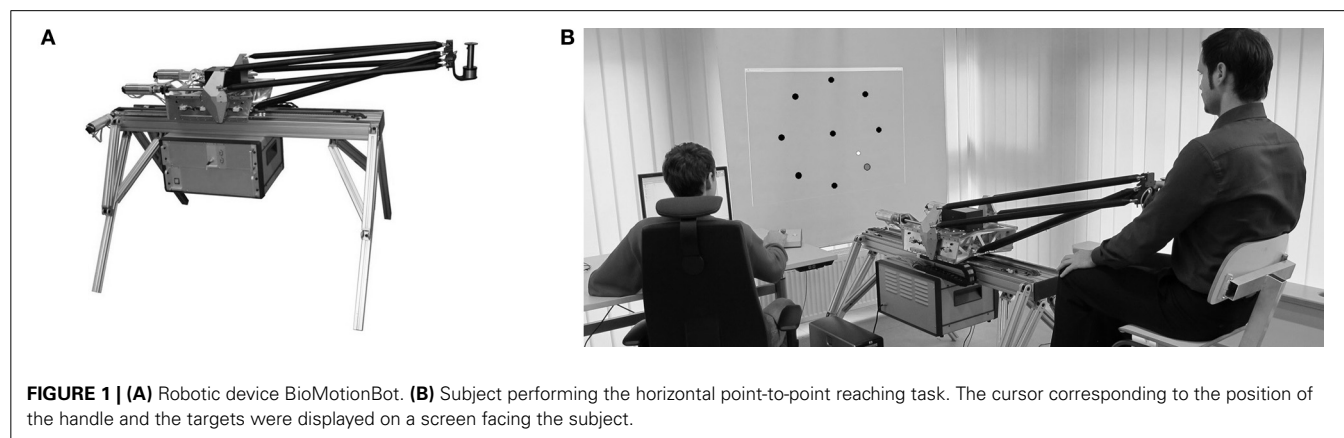 A
B
FIGURE 1 | (A) Robotic device BioMotionBot. (B) Subject performing the horizontal point-to-point reaching task. The cursor corresponding to the position of
the handle and the targets were displayed on a screen facing the subject.